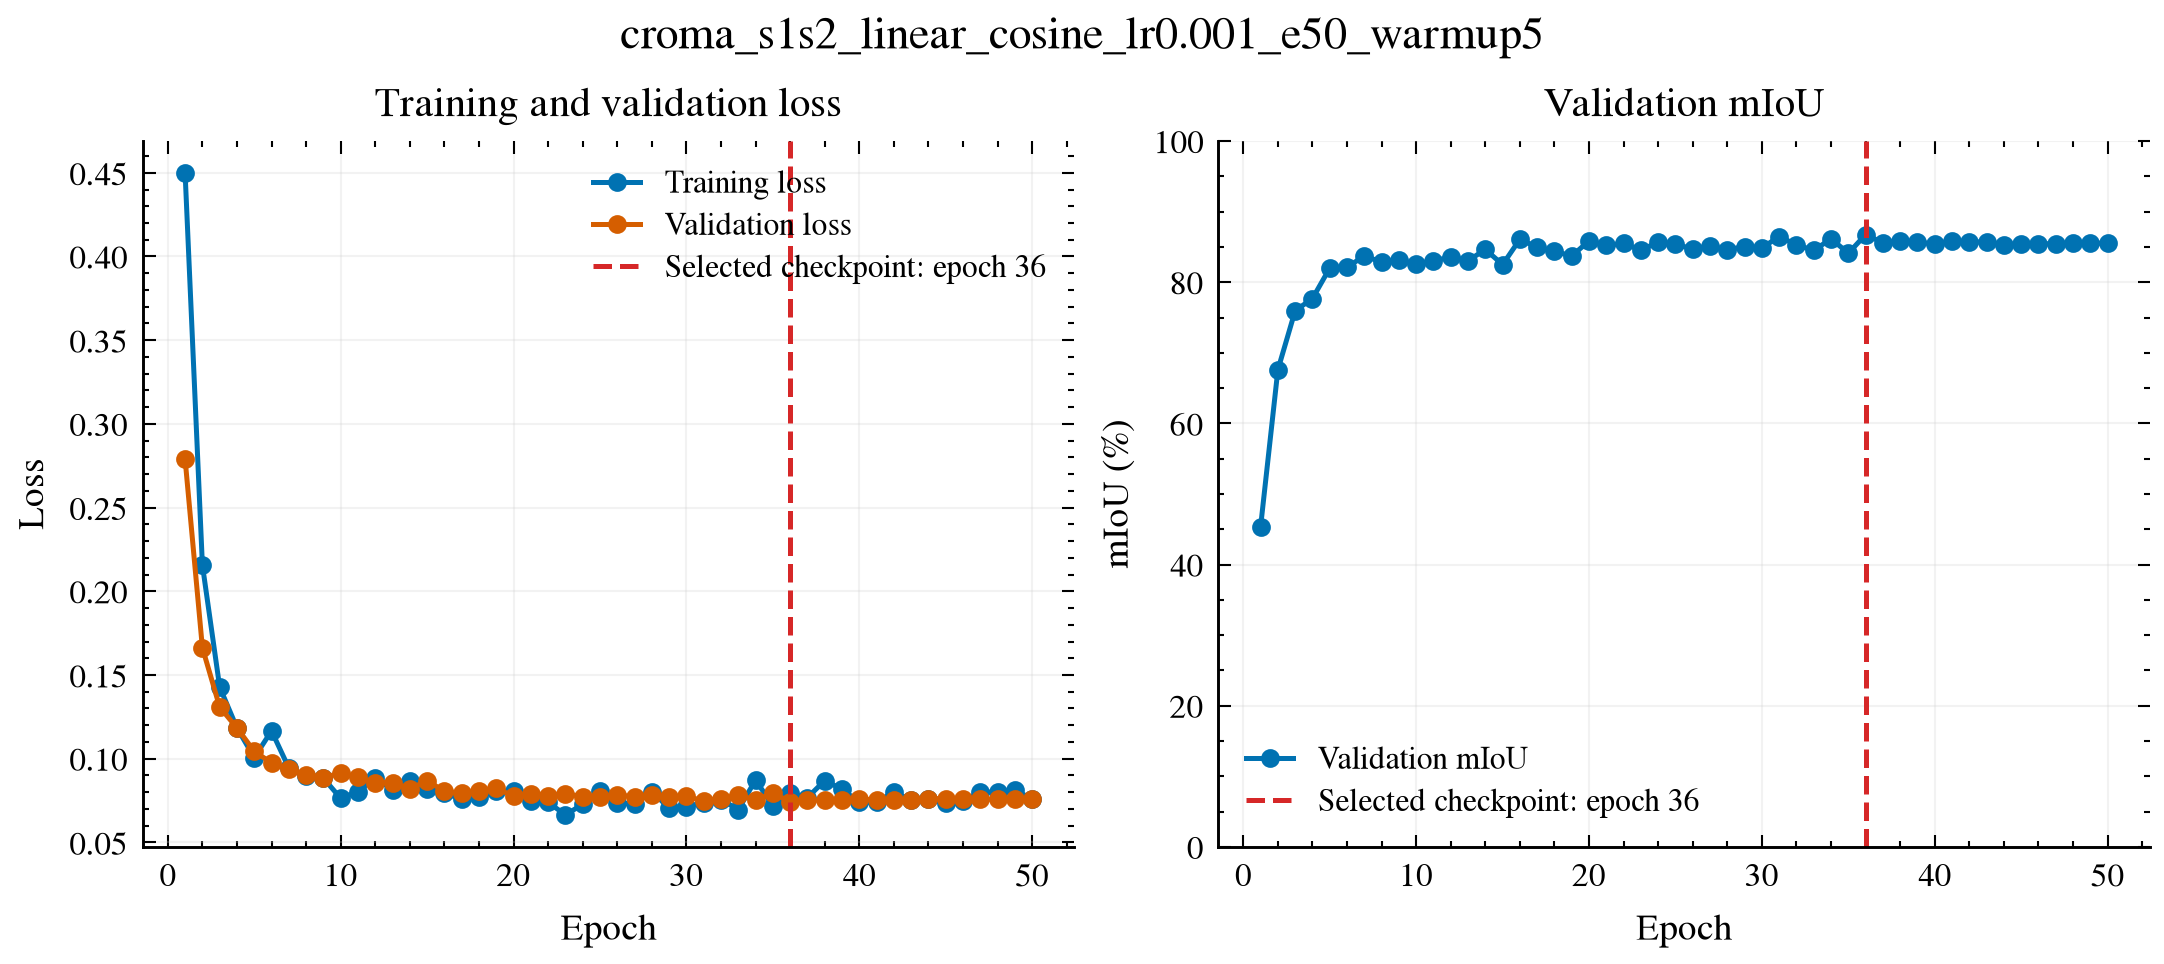 croma_s1s2_linear_cosine_lr0.001_e50_warmup5
Training and validation loss
Loss
0.45
0.40
0.35
0.30
0.25
0.20
0.15
0.10
0.05
Training loss
Validation loss
Selected checkpoint: epoch 36
0 10 20 30 40 50
Epoch
Validation mIoU
mIoU (%)
100
80
60
40
20
0
Validation mIoU
Selected checkpoint: epoch 36
0 10 20 30 40 50
Epoch